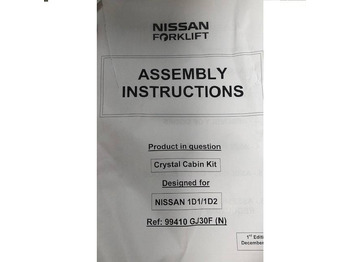 NISSAN
FORKLIFT
ASSEMBLY
INSTRUCTIONS
Product in question
Crystal Cabin Kit
Designed for
NISSAN 1D1/1D2
Ref: 99410 GJ30F (N)
1st Editi
December